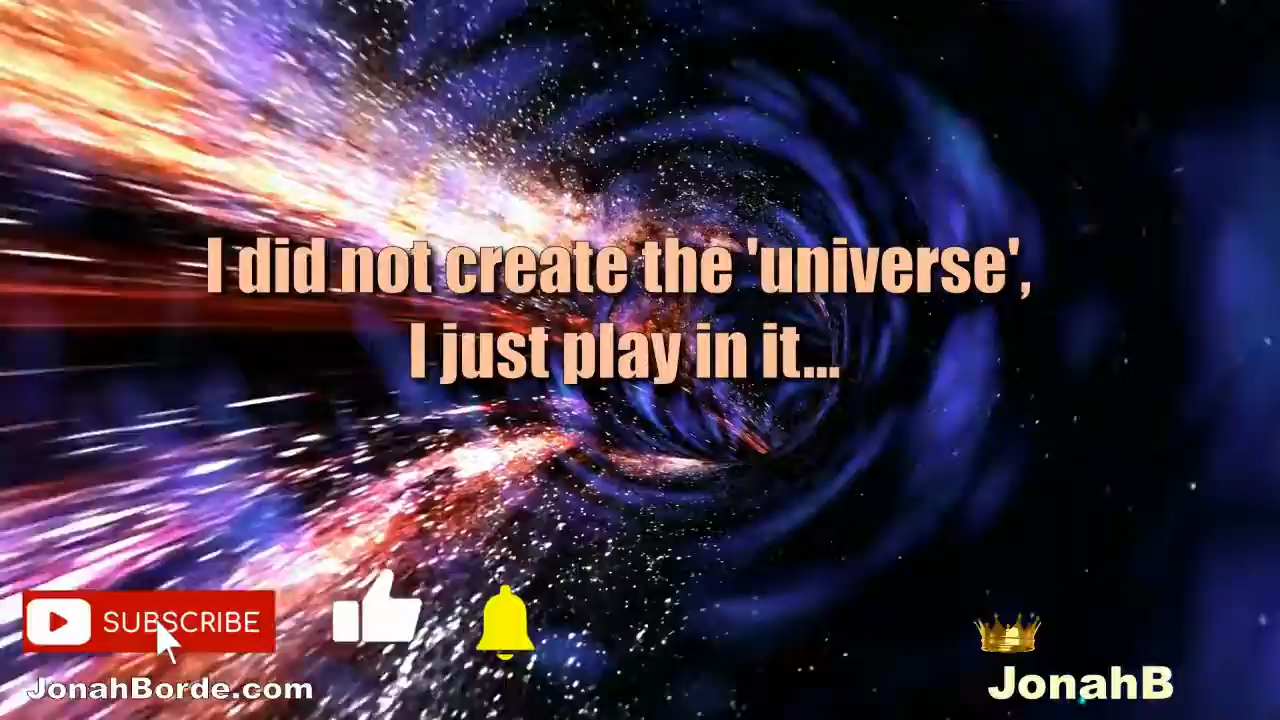 I did not create the 'universe',
I just play in it...
SUBSCRIBE
JonahBorde.com
JonahB